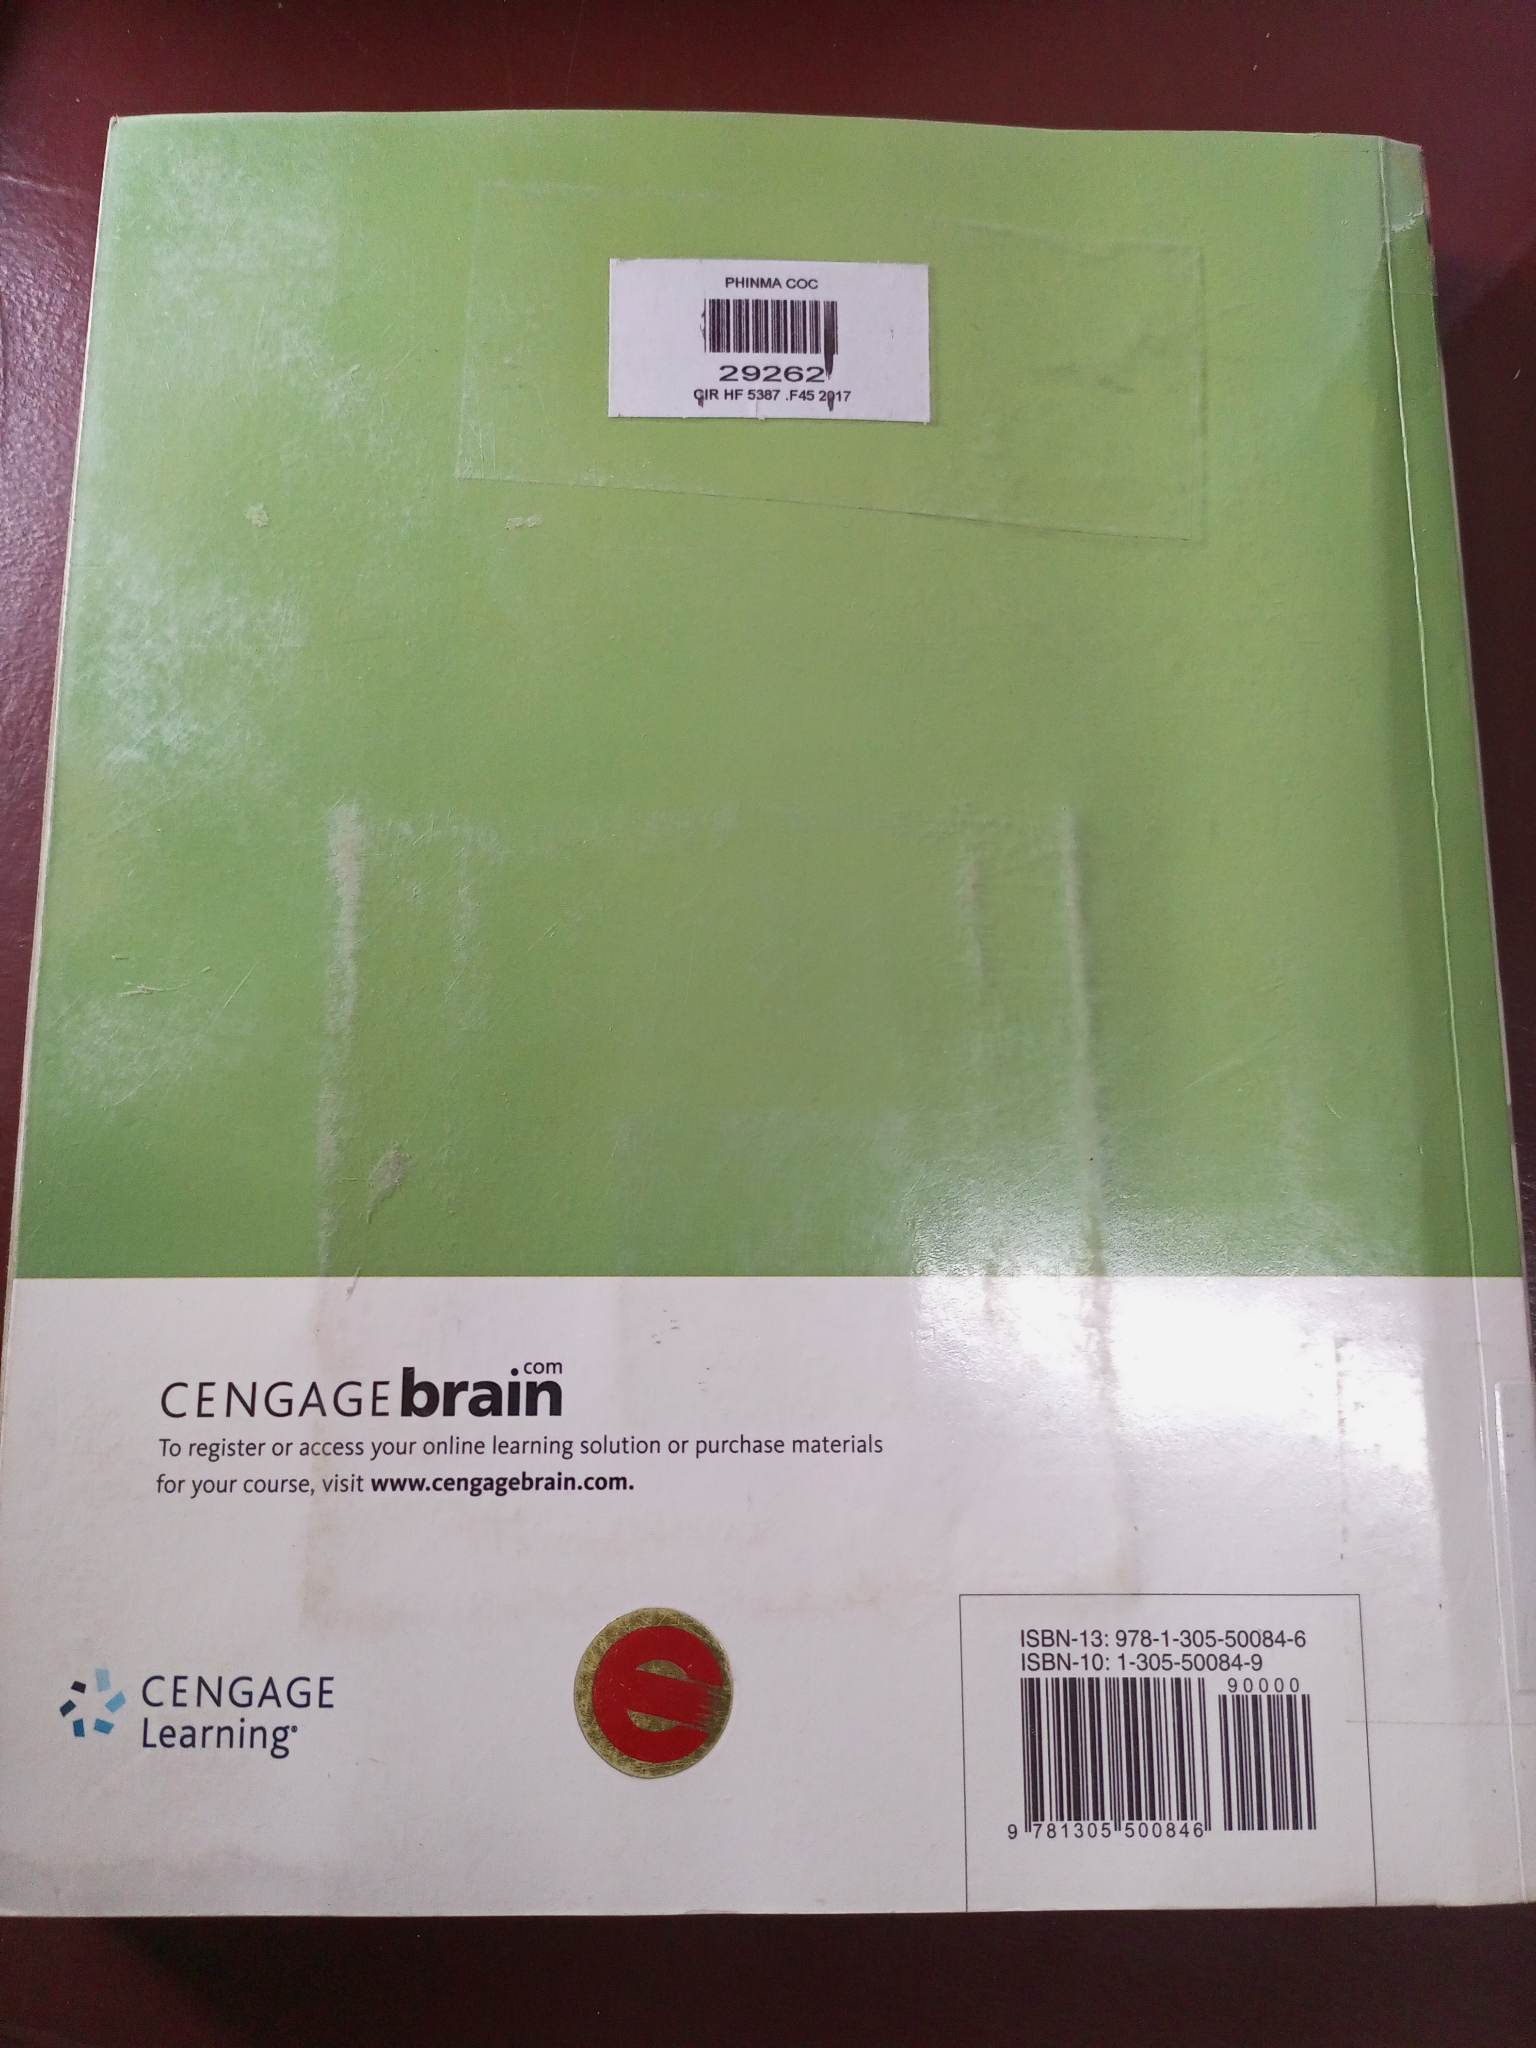 PHINMA COC
29262
CIR HF 5387 .F45 2017
CENGAGEbrain.com
To register or access your online learning solution or purchase materials
for your course, visit www.cengagebrain.com.
CENGAGE
Learning®
e
ISBN-13: 978-1-305-50084-6
ISBN-10: 1-305-50084-9
90000
9 781305 500846